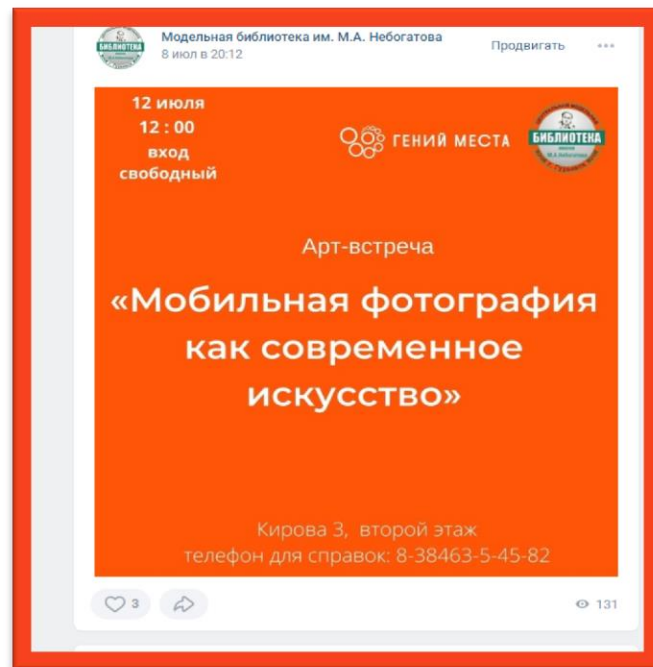 Модельная библиотека им. М.А. Небогатова
8 июл в 20:12
Продвигать
12 июля
12 : 00
вход
свободный
ГЕНИЙ МЕСТА
БИБЛИОТЕКА
Арт-встреча
«Мобильная фотография
как современное
искусство»
Кирова 3, второй этаж
телефон для справок: 8-38463-5-45-82
3
131